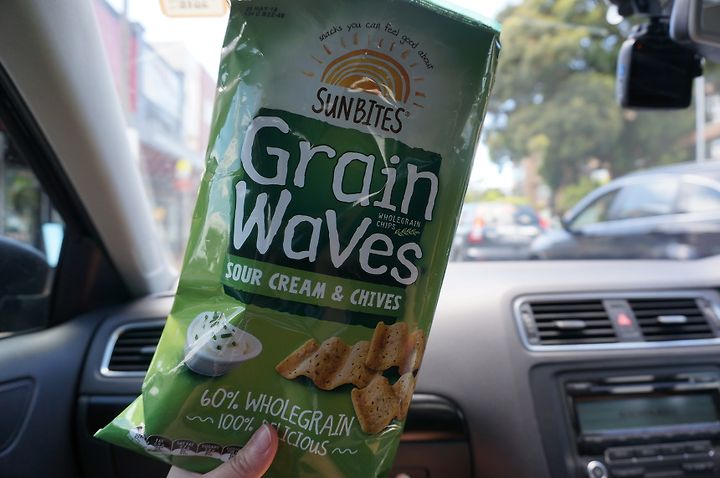 snacks you can feel good about
SUNBITES
Grain
Waves
WHOLEGRAIN
CHIPS
SOUR CREAM & CHIVES
60% WHOLEGRAIN
100% DELICIOUS